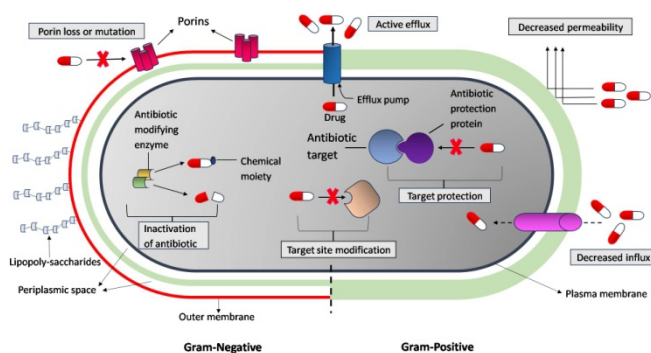 Porin loss or mutation
Porins
Active efflux
Decreased permeability
Efflux pump
Drug
Antibiotic
protection
protein
Antibiotic
target
Antibiotic
modifying
enzyme
Chemical
moiety
Target protection
Inactivation
of antibiotic
Target site modification
Decreased influx
Lipopoly-saccharides
Periplasmic space
Plasma membrane
Outer membrane
Gram-Negative
Gram-Positive